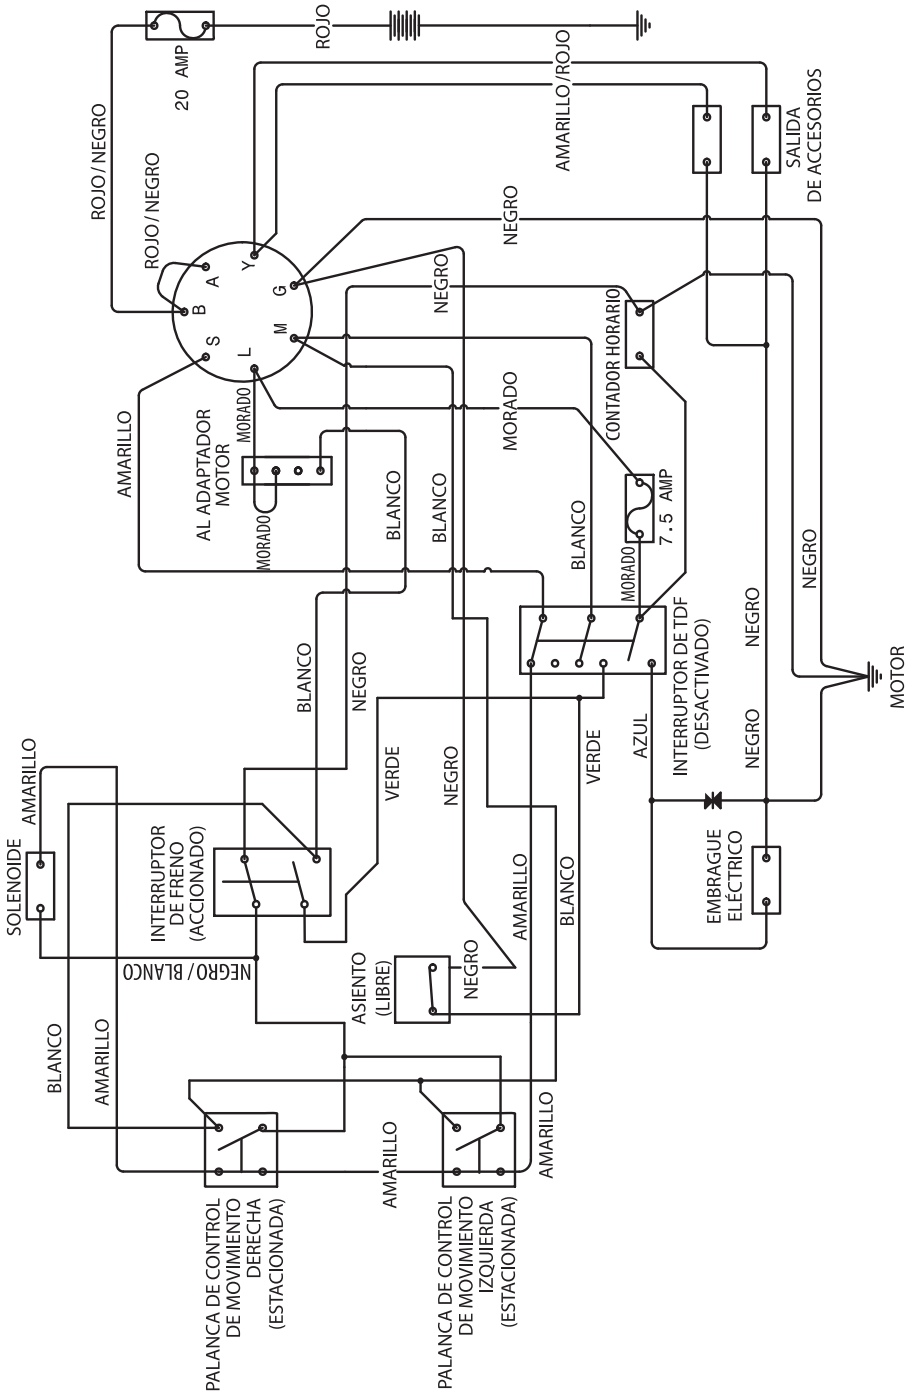 ROJO
20 AMP
ROJO / NEGRO
ROJO / NEGRO
AMARILLO / ROJO
SALIDA
DE ACCESORIOS
A
B
S
L
M
G
Y
NEGRO
NEGRO
AMARILLO
AL ADAPTADOR
MOTOR
MORADO
MORADO
BLANCO
BLANCO
MORADO
CONTADOR HORARIO
7.5 AMP
BLANCO
MORADO
INTERRUPTOR DE TDF
(DESACTIVADO)
NEGRO
NEGRO
NEGRO
MOTOR
BLANCO
NEGRO
VERDE
NEGRO
VERDE
AZUL
SOLENOIDE
AMARILLO
INTERRUPTOR
DE FRENO
(ACCIONADO)
NEGRO / BLANCO
ASIENTO
(LIBRE)
NEGRO
AMARILLO
BLANCO
EMBRAGUE
ELÉCTRICO
BLANCO
AMARILLO
AMARILLO
AMARILLO
PALANCA DE CONTROL
DE MOVIMIENTO
DERECHA
(ESTACIONADA)
PALANCA DE CONTROL
DE MOVIMIENTO
IZQUIERDA
(ESTACIONADA)